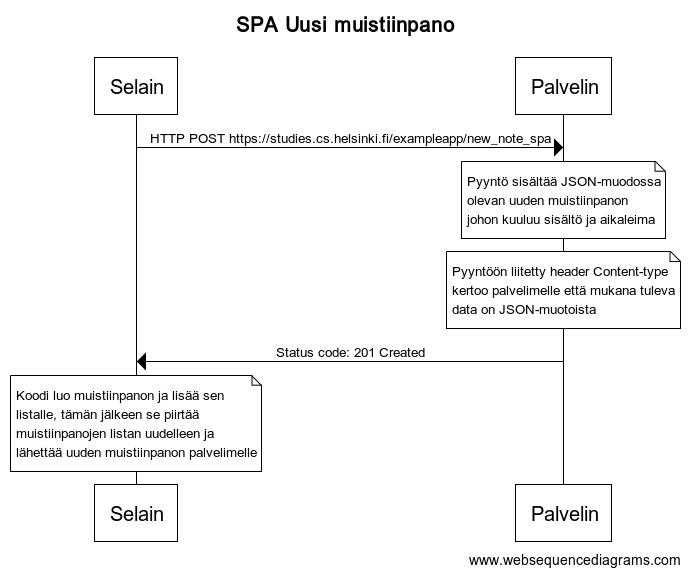 SPA Uusi muistiinpano
Selain
Palvelin
HTTP POST https://studies.cs.helsinki.fi/exampleapp/new_note_spa
Pyyntö sisältää JSON-muodossa
olevan uuden muistiinpanon
johon kuuluu sisältö ja aikaleima
Pyyntöön liitetty header Content-type
kertoo palvelimelle että mukana tuleva
data on JSON-muotoista
Status code: 201 Created
Koodi luo muistiinpanon ja lisää sen
listalle, tämän jälkeen se piirtää
muistiinpanojen listan uudelleen ja
lähettää uuden muistiinpanon palvelimelle
Selain
Palvelin
www.websequencediagrams.com